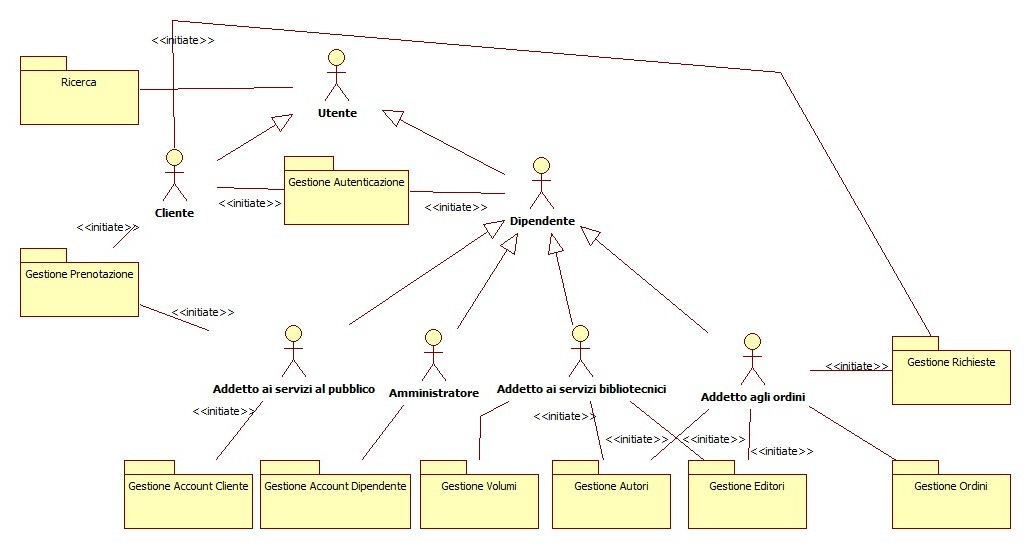 <<initiate>>
Ricerca
Utente
Gestione Autenticazione
<<initiate>>
<<initiate>>
Cliente
Dipendente
<<initiate>>
Gestione Prenotazione
<<initiate>>
Gestione Richieste
<<initiate>>
Addetto ai servizi al pubblico
Amministratore
Addetto ai servizi bibliotecnici
Addetto agli ordini
<<initiate>>
<<initiate>>
<<initiate>>
<<initiate>>
<<initiate>>
Gestione Account Cliente
Gestione Account Dipendente
Gestione Volumi
Gestione Autori
Gestione Editori
Gestione Ordini